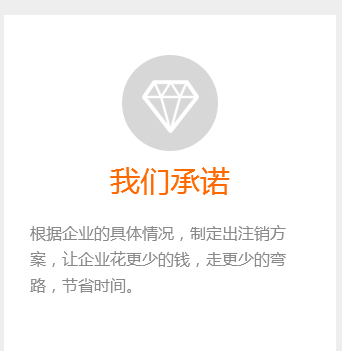 我们承诺
根据企业的具体情况，制定出注销方
案，让企业花更少的钱，走更少的弯
路，节省时间。